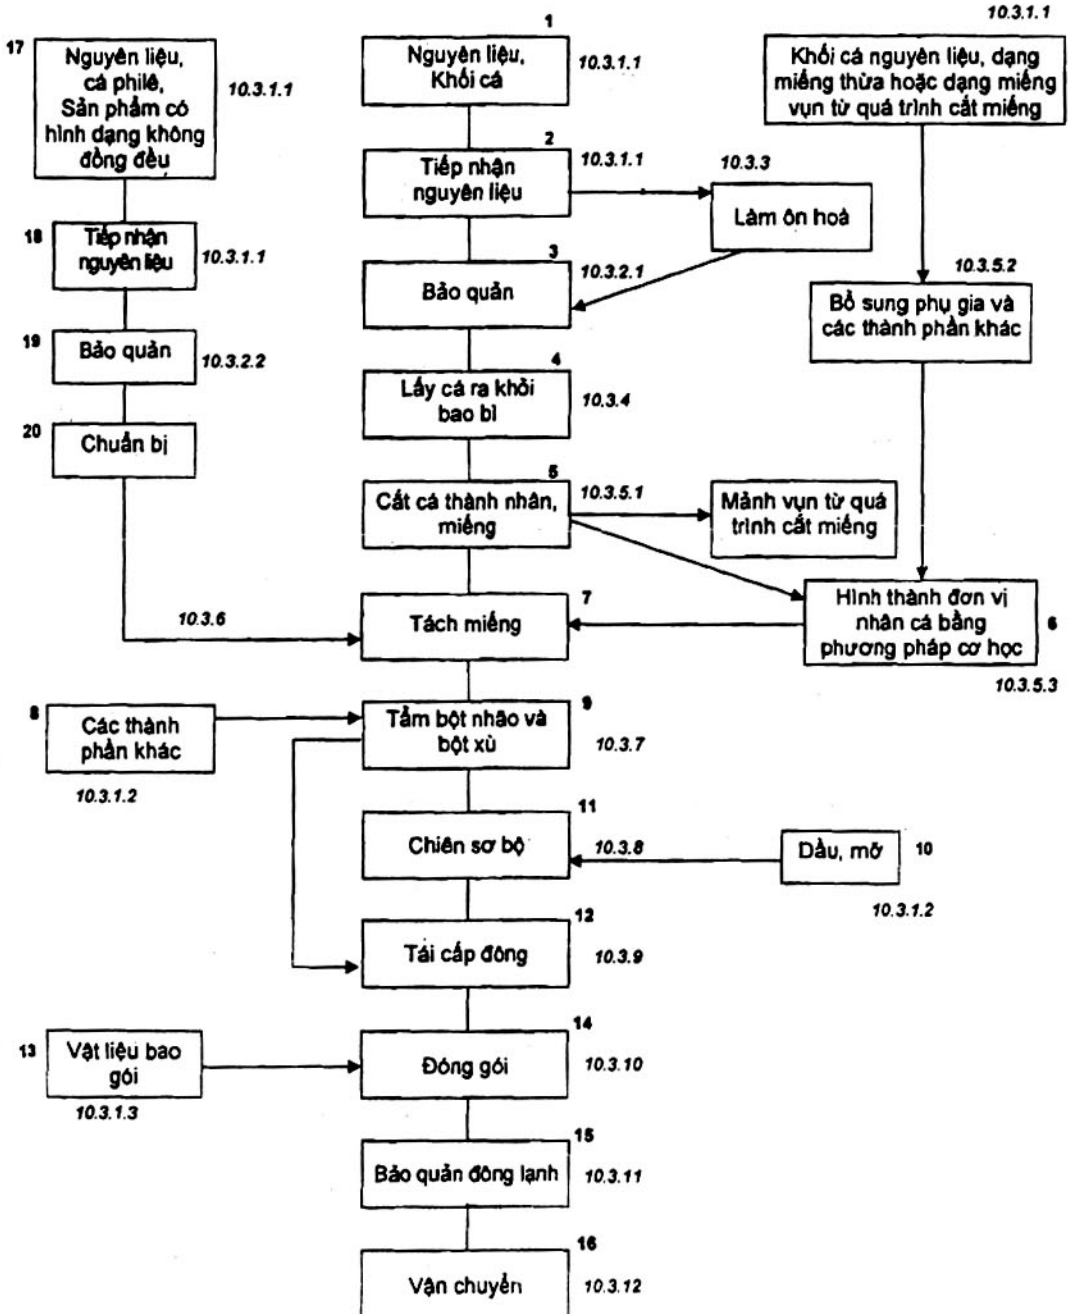 10.3.1.1
17
Nguyên liệu,
cá philê,
Sản phẩm có
hình dạng không
đồng đều
10.3.1.1
1
Nguyên liệu,
Khối cá
10.3.1.1
Khối cá nguyên liệu, dạng
miếng thừa hoặc dạng miếng
vụn từ quá trình cắt miếng
2
Tiếp nhận
nguyên liệu
10.3.1.1
10.3.3
Làm ôn hoà
18
Tiếp nhận
nguyên liệu
10.3.1.1
3
Bảo quản
10.3.2.1
10.3.5.2
Bổ sung phụ gia và
các thành phần khác
19
Bảo quản
10.3.2.2
4
Lấy cá ra khỏi
bao bì
10.3.4
20
Chuẩn bị
5
Cắt cá thành nhân,
miếng
10.3.5.1
Mảnh vụn từ quá
trình cắt miếng
10.3.6
7
Tách miếng
Hình thành đơn vị
nhân cá bằng
phương pháp cơ học
6
10.3.5.3
8
Các thành
phần khác
10.3.1.2
9
Tẩm bột nhão và
bột xù
10.3.7
11
Chiên sơ bộ
10.3.8
Dầu, mỡ
10
10.3.1.2
12
Tái cấp đông
10.3.9
13
Vật liệu bao
gói
10.3.1.3
14
Đóng gói
10.3.10
15
Bảo quản đông lạnh
10.3.11
16
Vận chuyển
10.3.12